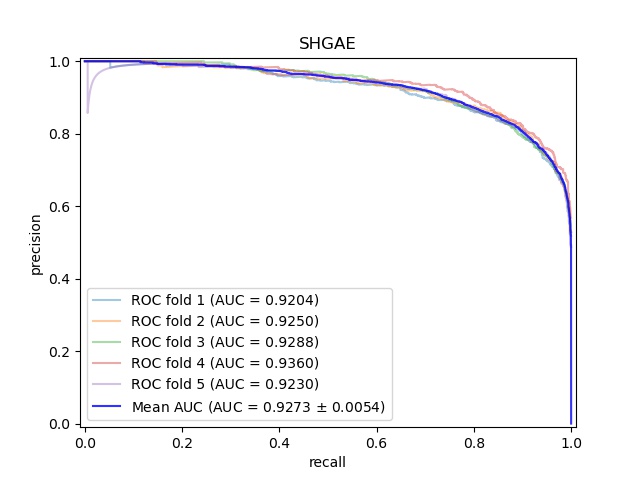 SHGAE
1.0
0.8
0.6
0.4
0.2
0.0
precision
ROC fold 1 (AUC = 0.9204)
ROC fold 2 (AUC = 0.9250)
ROC fold 3 (AUC = 0.9288)
ROC fold 4 (AUC = 0.9360)
ROC fold 5 (AUC = 0.9230)
Mean AUC (AUC = 0.9273 ± 0.0054)
0.0 0.2 0.4 0.6 0.8 1.0
recall